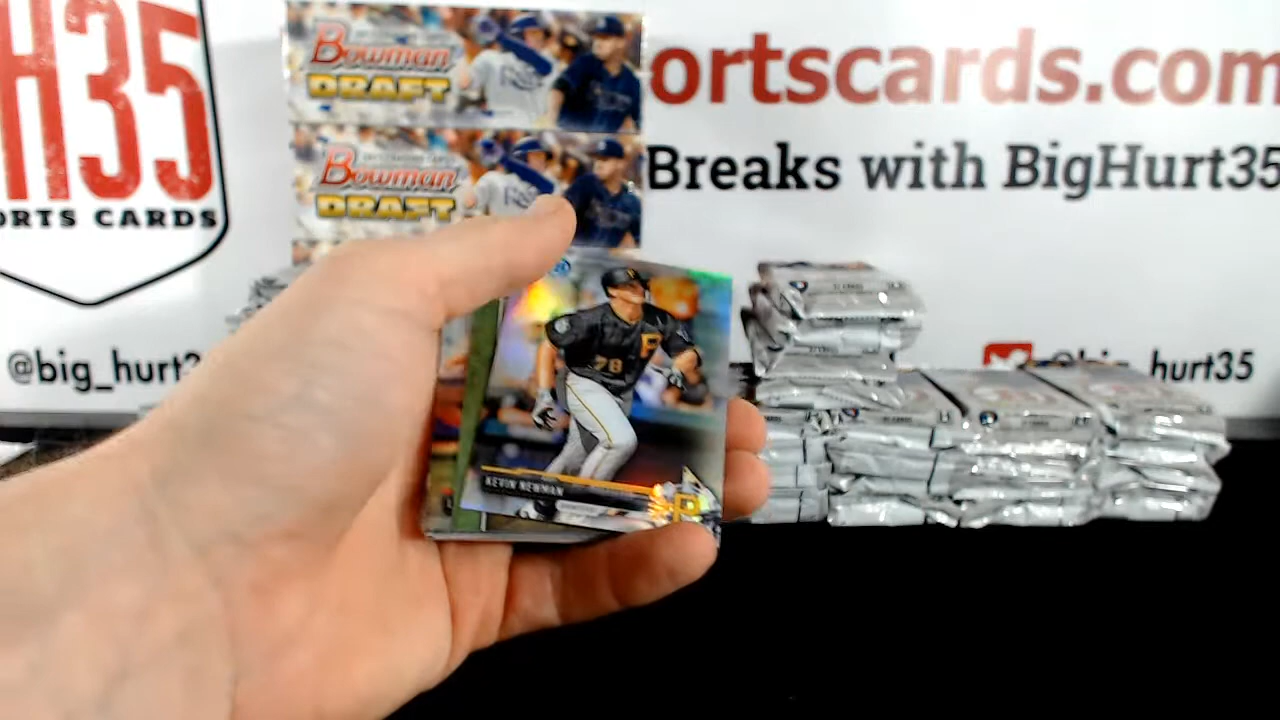 H35
ORTS CARDS
@big_hurt3
Bowman
DRAFT
Bowman
DRAFT
ortscards.com
Breaks with BigHurt35
hurt35
78
P
KEVIN NEWMAN
P